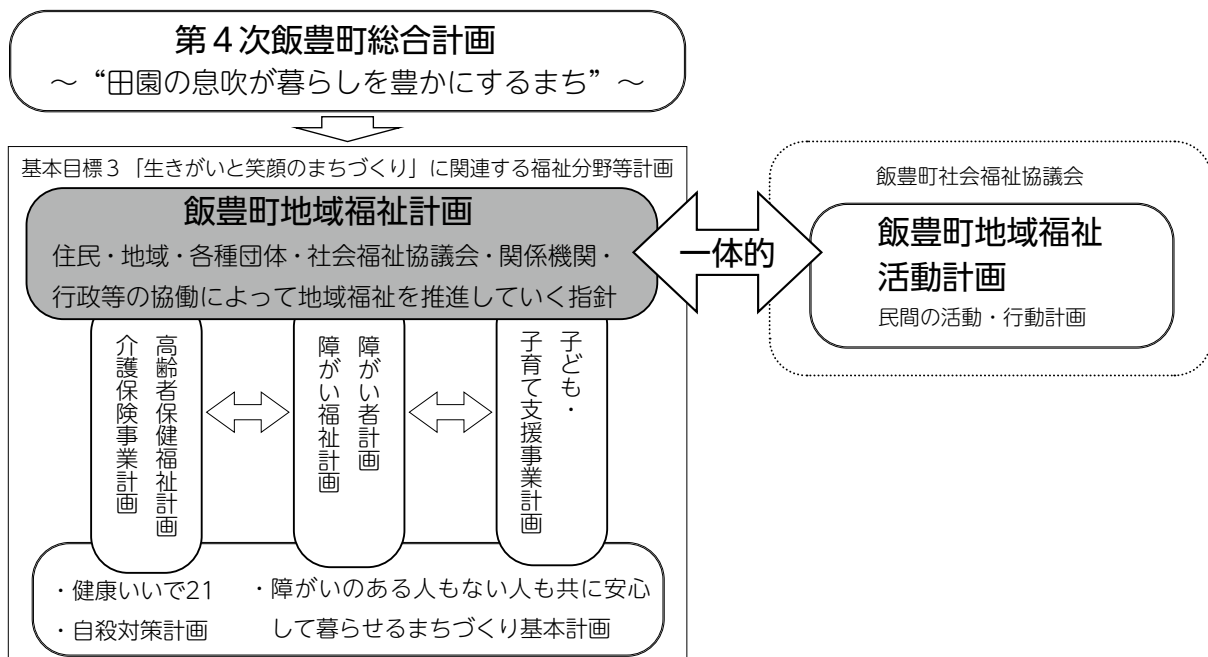 第４次飯豊町総合計画
～“田園の息吹が暮らしを豊かにするまち”～
基本目標３「生きがいと笑顔のまちづくり」に関連する福祉分野等計画
飯豊町地域福祉計画
住民・地域・各種団体・社会福祉協議会・関係機関・
行政等の協働によって地域福祉を推進していく指針
一体的
飯豊町社会福祉協議会
飯豊町地域福祉
活動計画
民間の活動・行動計画
高齢者保健福祉計画
介護保険事業計画
障がい者計画
障がい福祉計画
子ども・
子育て支援事業計画
・健康いいで21
・自殺対策計画
・障がいのある人もない人も共に安心
して暮らせるまちづくり基本計画